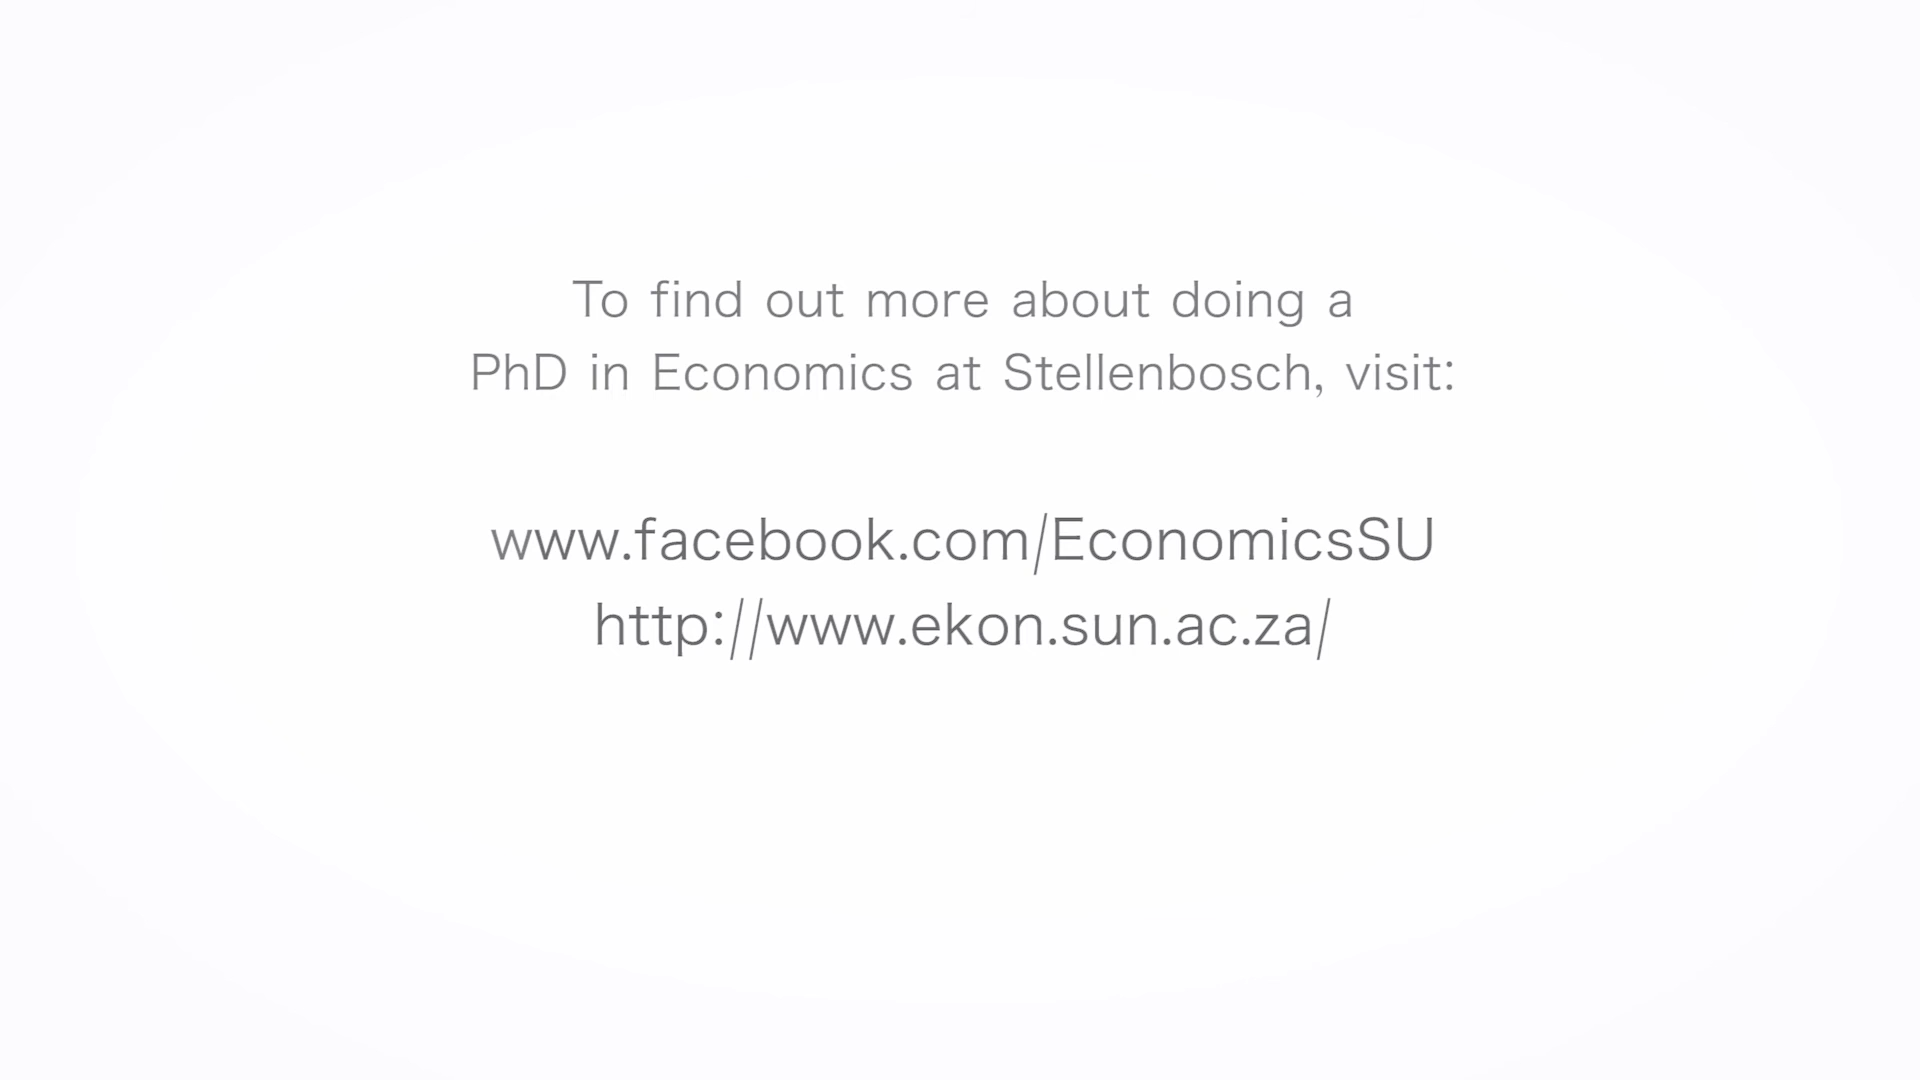 To find out more about doing a
PhD in Economics at Stellenbosch, visit:
www.facebook.com/EconomicsSU
http://www.ekon.sun.ac.za/